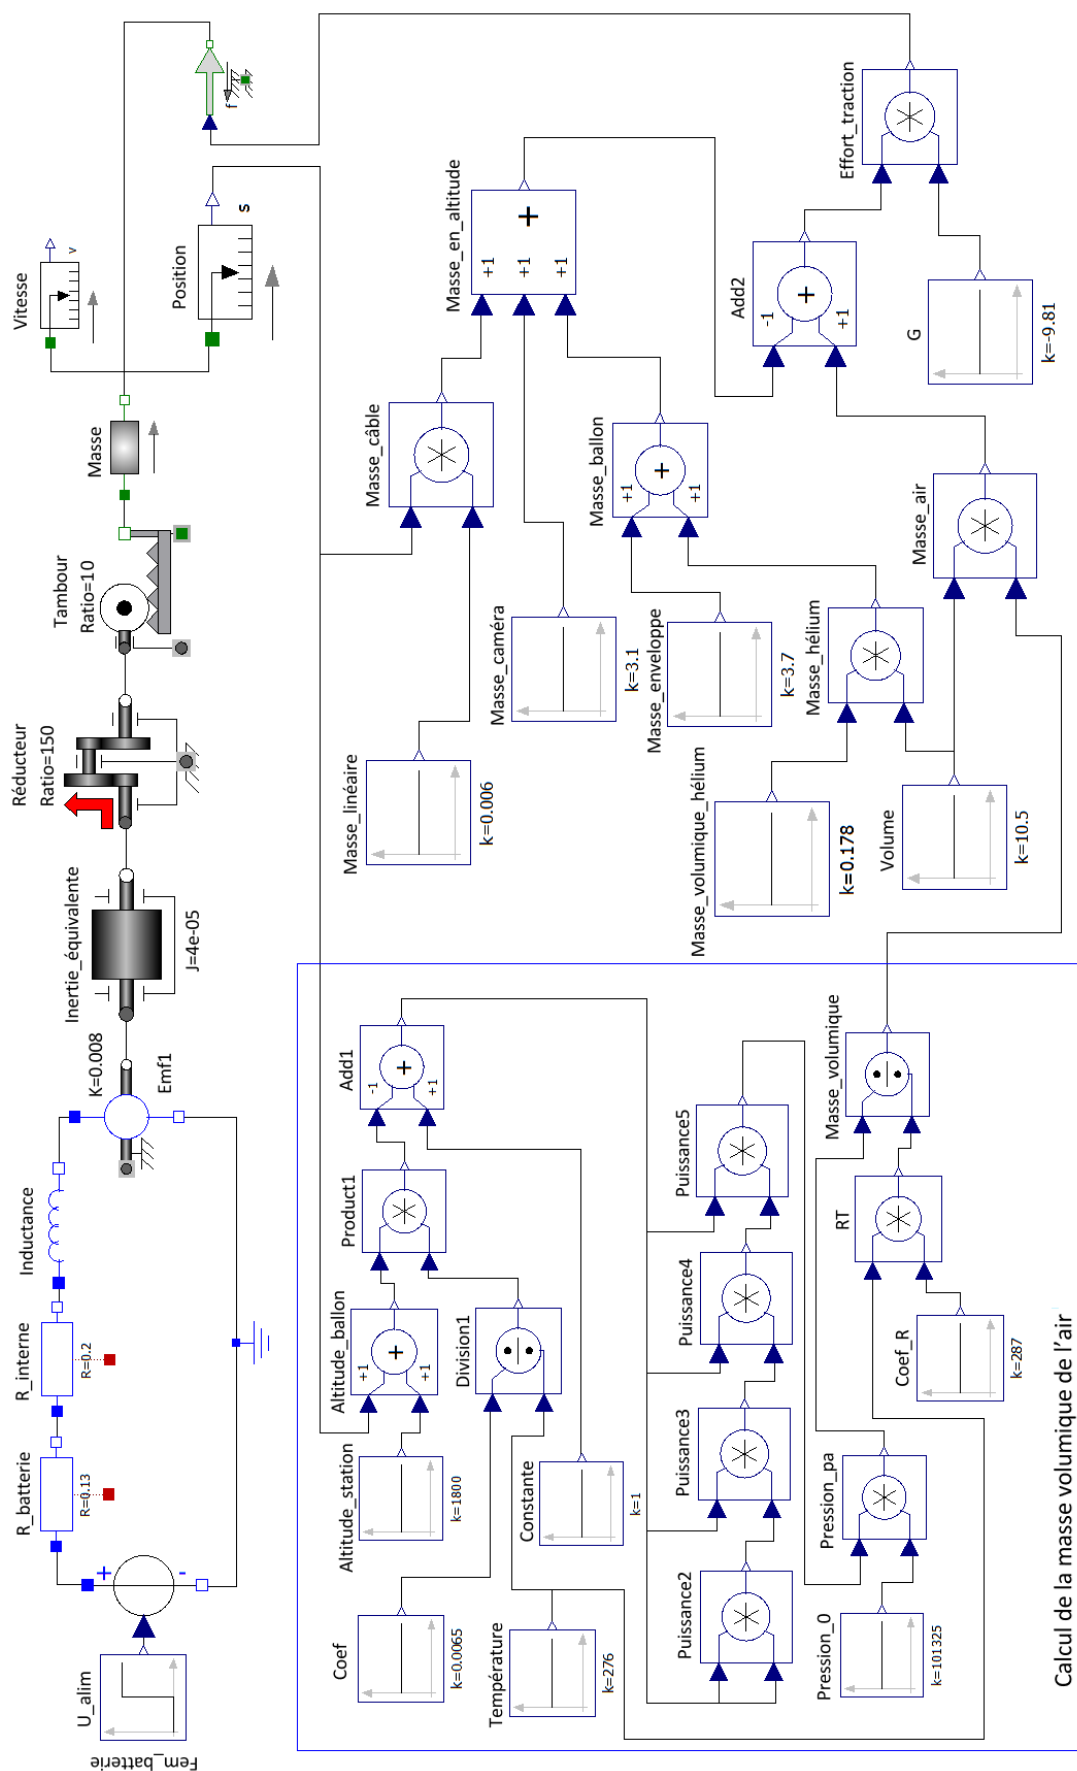 Fem_batterie
U_alim
+
-
R_batterie
R=0.13
R_interne
R=0.2
Inductance
K=0.008
Emf1
Inertie_équivalente
J=4e-05
Réducteur
Ratio=150
Tambour
Ratio=10
Masse
Vitesse
v
Position
s
f
Masse_linéaire
k=0.006
Masse_câble
Masse_caméra
k=3.1
Masse_en_altitude
+1
+1
+1
+
Masse_enveloppe
k=3.7
Masse_ballon
+1
+
+1
Masse_volumique_hélium
k=0.178
Masse_hélium
Volume
k=10.5
Masse_air
Add2
-1
+
+1
G
k=-9.81
Effort_traction
Altitude_station
k=1800
Altitude_ballon
+1
+
+1
Product1
Add1
-1
+
+1
Coef
k=0.0065
Division1
Température
k=276
Constante
k=1
Puissance2
Puissance3
Puissance4
Puissance5
Pression_0
k=101325
Pression_pa
Coef_R
k=287
RT
Masse_volumique
Calcul de la masse volumique de l'air